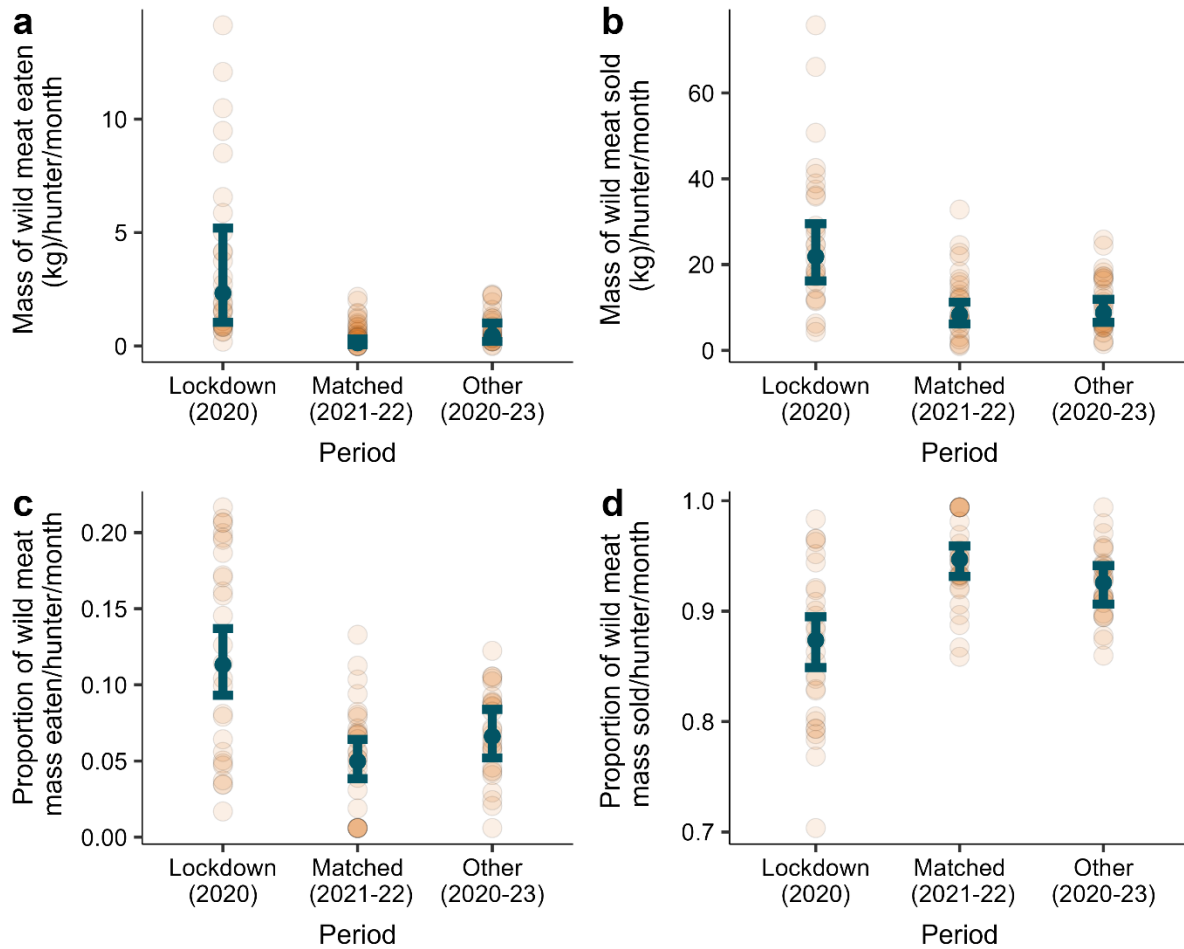 a
Mass of wild meat eaten
(kg)/hunter/month
10
5
0
Lockdown
(2020)
Matched
(2021-22)
Other
(2020-23)
Period
b
Mass of wild meat sold
(kg)/hunter/month
60
40
20
0
Lockdown
(2020)
Matched
(2021-22)
Other
(2020-23)
Period
c
Proportion of wild meat
mass eaten/hunter/month
0.20
0.15
0.10
0.05
0.00
Lockdown
(2020)
Matched
(2021-22)
Other
(2020-23)
Period
d
Proportion of wild meat
mass sold/hunter/month
1.0
0.9
0.8
0.7
Lockdown
(2020)
Matched
(2021-22)
Other
(2020-23)
Period